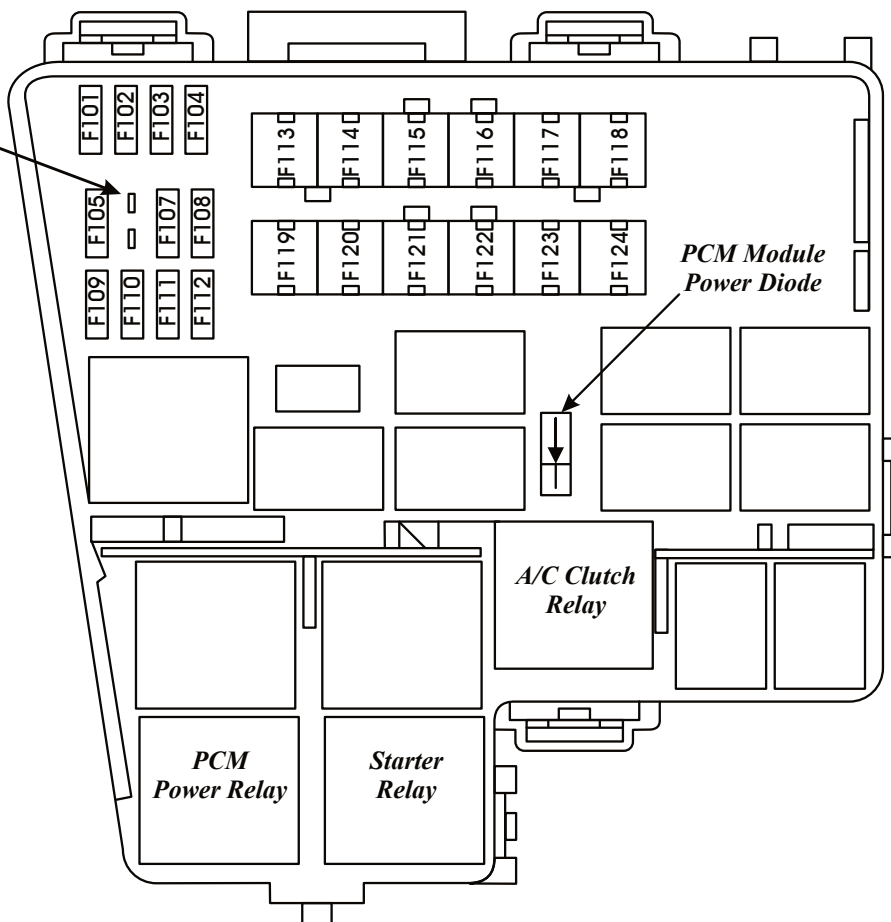 F101
F102
F103
F104
F105
F107
F108
F109
F110
F111
F112
F113
F114
F115
F116
F117
F118
F119
F120
F121
F122
F123
F124
PCM Module
Power Diode
A/C Clutch
Relay
PCM
Power Relay
Starter
Relay